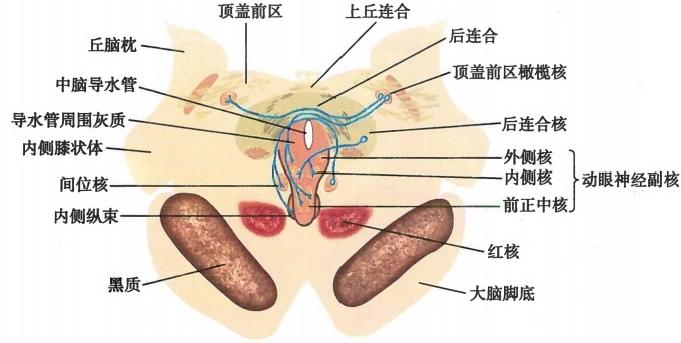 顶盖前区
上丘连合
丘脑枕
后连合
顶盖前区橄榄核
中脑导水管
导水管周围灰质
后连合核
内侧膝状体
外侧核
内侧核
动眼神经副核
间位核
前正中核
内侧纵束
红核
黑质
大脑脚底